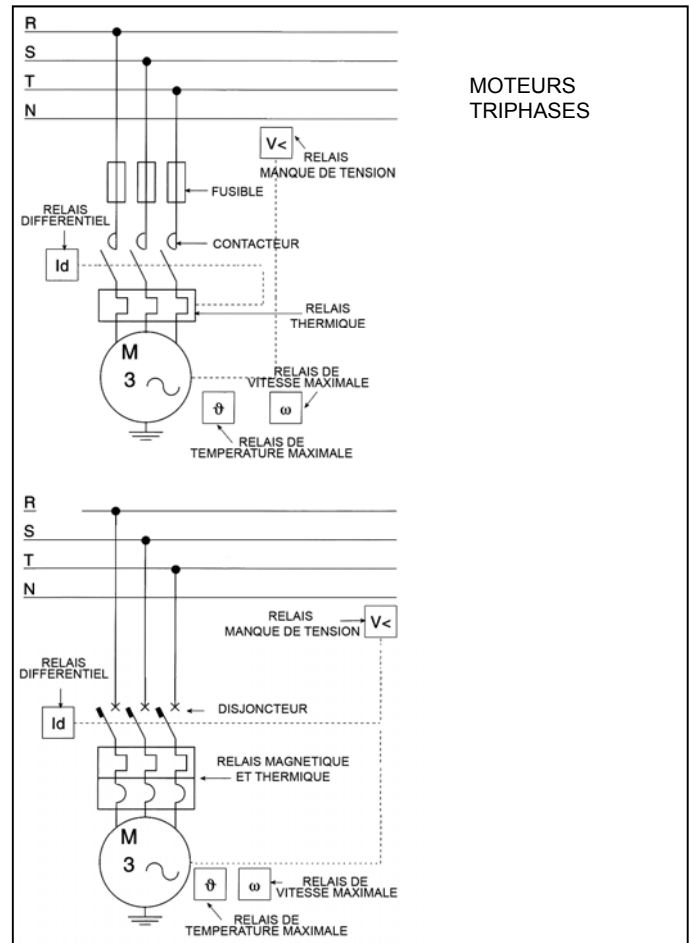 R
S
T
N
MOTEURS
TRIPHASES
V<
RELAIS
MANQUE DE TENSION
FUSIBLE
RELAIS
DIFFERENTIEL
CONTACTEUR
Id
RELAIS
THERMIQUE
M
3
RELAIS DE
VITESSE MAXIMALE
ϑ
ω
RELAIS DE
TEMPERATURE MAXIMALE
R
S
T
N
RELAIS
MANQUE DE TENSION
V<
RELAIS
DIFFERENTIEL
DISJONCTEUR
Id
RELAIS MAGNETIQUE
ET THERMIQUE
M
3
ϑ
ω
RELAIS DE
VITESSE MAXIMALE
RELAIS DE
TEMPERATURE MAXIMALE